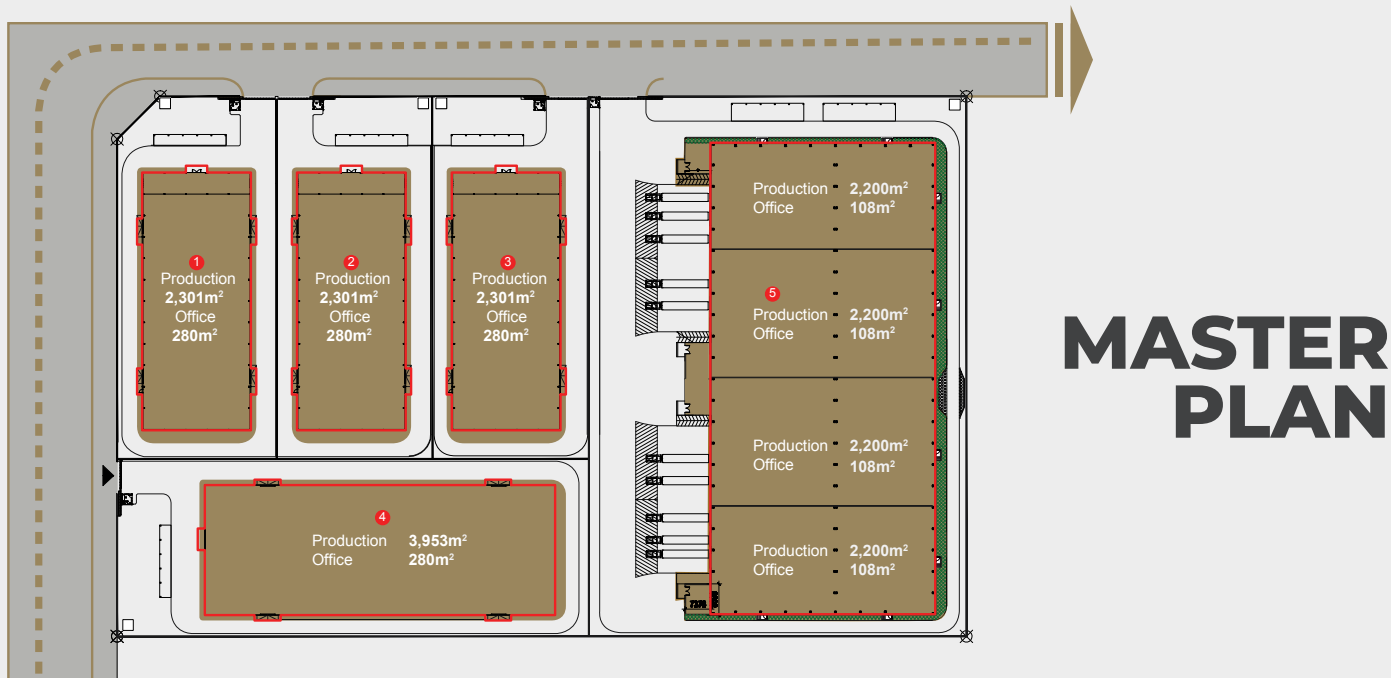 1
Production
2,301m²
Office
280m²
2
Production
2,301m²
Office
280m²
3
Production
2,301m²
Office
280m²
4
Production 3,953m²
Office 280m²
Production 2,200m²
Office 108m²
5
Production 2,200m²
Office 108m²
Production 2,200m²
Office 108m²
Production 2,200m²
Office 108m²
MASTER
PLAN